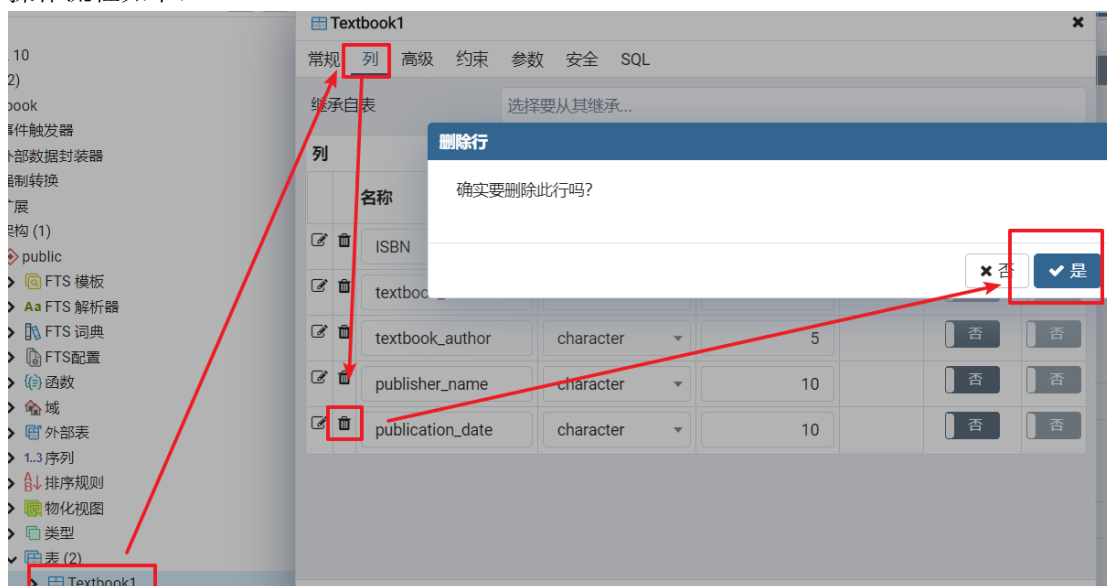 Textbook1
常规 列 高级 约束 参数 安全 SQL
继承自表 选择要从其继承...
列
名称
ISBN
textbook_author character 5 否 否
publisher_name character 10 否 否
publication_date character 10 否 否
删除行
确实要删除此行吗?
否 是
10
2)
book
事件触发器
外部数据封装器
强制转换
扩展
架构 (1)
public
FTS 模板
Aa FTS 解析器
FTS 词典
FTS配置
函数
域
外部表
1..3 序列
排序规则
物化视图
类型
表 (2)
Textbook1